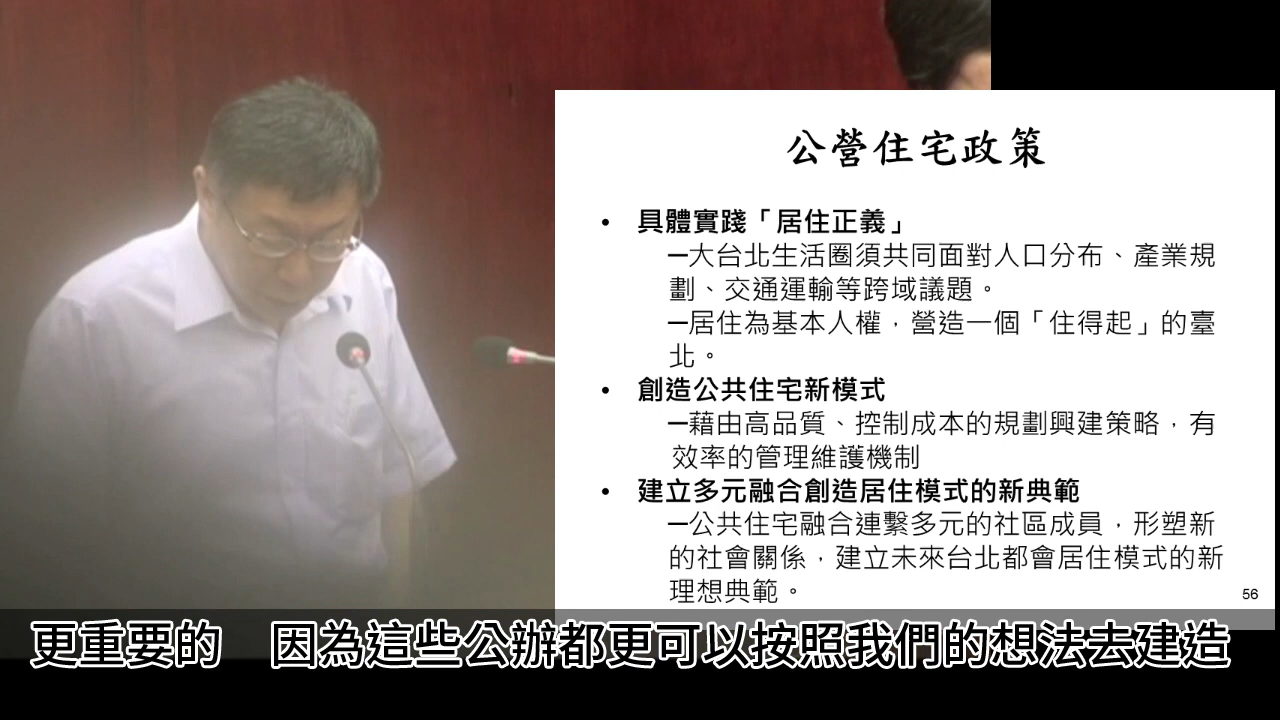 公營住宅政策
• 具體實踐「居住正義」
─大台北生活圈須共同面對人口分布、產業規
劃、交通運輸等跨域議題。
─居住為基本人權，營造一個「住得起」的臺
北。
• 創造公共住宅新模式
─藉由高品質、控制成本的規劃興建策略，有
效率的管理維護機制
• 建立多元融合創造居住模式的新典範
─公共住宅融合連繫多元的社區成員，形塑新
的社會關係，建立未來台北都會居住模式的新
理想典範。
56
更重要的　因為這些公辦都更可以按照我們的想法去建造